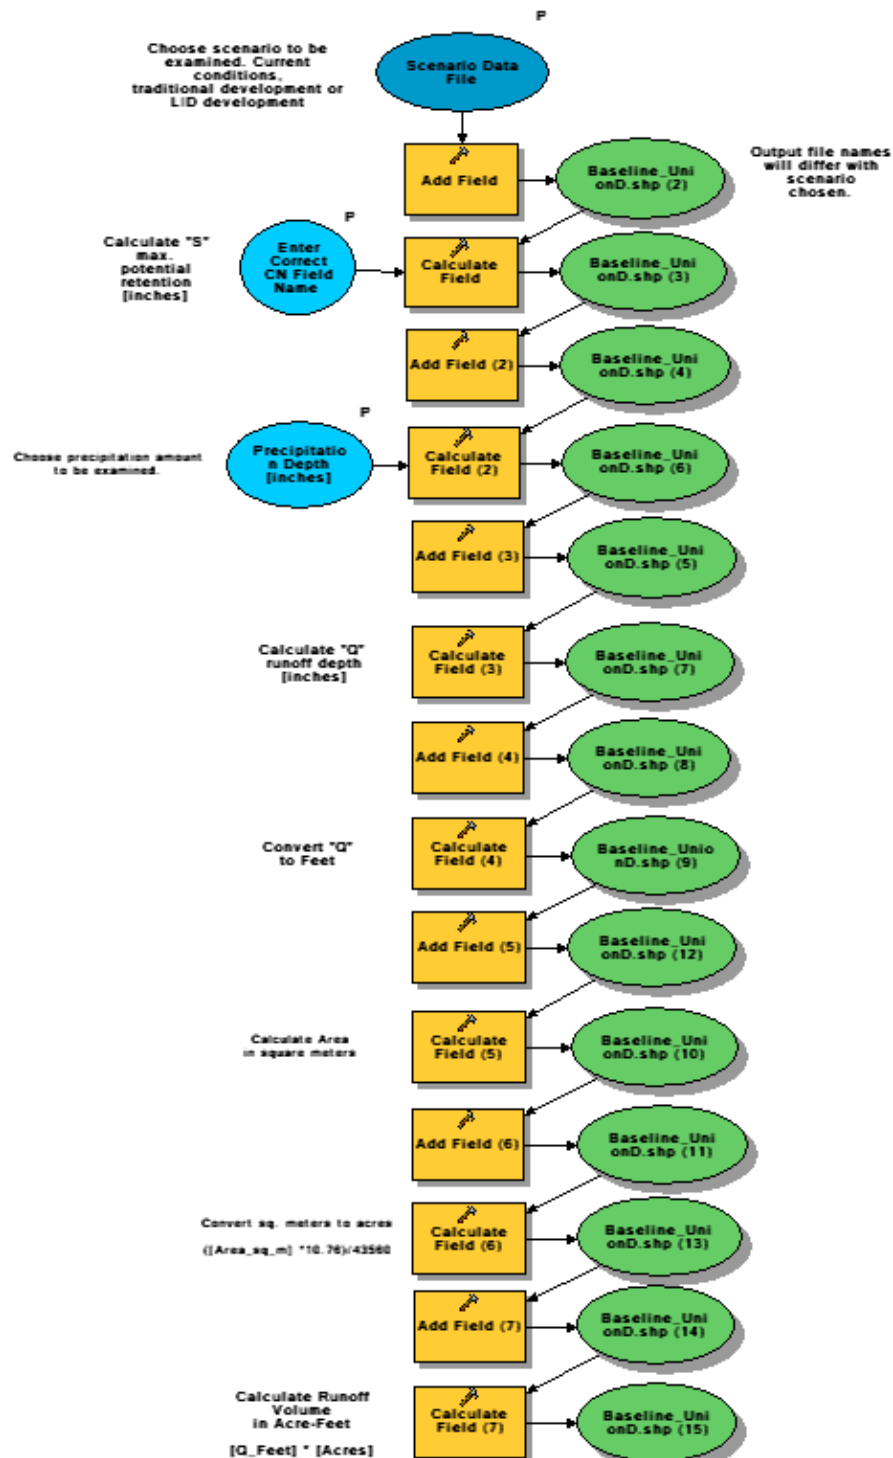 P
Choose scenario to be
examined. Current
conditions,
traditional development or
LID development
Scenario Data
File
Add Field
Baseline_Uni
onD.shp (2)
Output file names
will differ with
scenario
chosen.
P
Calculate "S"
max.
potential
retention
[inches]
Enter
Correct
CN Field
Name
Calculate
Field
Baseline_Uni
onD.shp (3)
Add Field (2)
Baseline_Uni
onD.shp (4)
P
Choose precipitation amount
to be examined.
Precipitatio
n Depth
[inches]
Calculate
Field (2)
Baseline_Uni
onD.shp (6)
Add Field (3)
Baseline_Uni
onD.shp (5)
Calculate "Q"
runoff depth
[inches]
Calculate
Field (3)
Baseline_Uni
onD.shp (7)
Add Field (4)
Baseline_Uni
onD.shp (8)
Convert "Q"
to Feet
Calculate
Field (4)
Baseline_Unio
nD.shp (9)
Add Field (5)
Baseline_Uni
onD.shp (12)
Calculate Area
in square meters
Calculate
Field (5)
Baseline_Uni
onD.shp (10)
Add Field (6)
Baseline_Uni
onD.shp (11)
Convert sq. meters to acres
([Area_sq_m] *10.76)/43560
Calculate
Field (6)
Baseline_Uni
onD.shp (13)
Add Field (7)
Baseline_Uni
onD.shp (14)
Calculate Runoff
Volume
in Acre-Feet
[Q_Feet] * [Acres]
Calculate
Field (7)
Baseline_Uni
onD.shp (15)